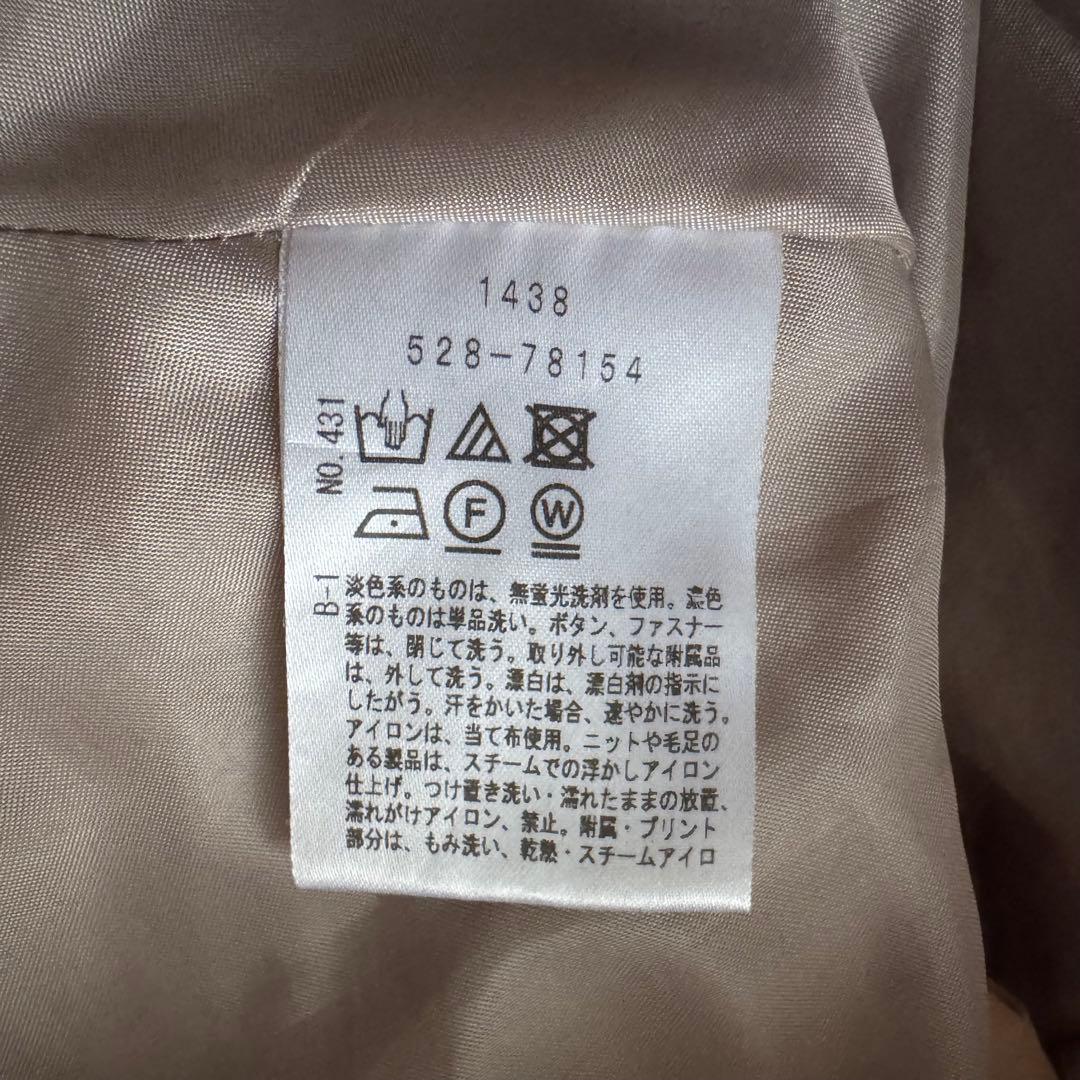 1438
528-78154
NO.431
F
W
B-1
淡色系のものは、無蛍光洗剤を使用。濃色
系のものは単品洗い。ボタン、ファスナー
等は、閉じて洗う。取り外し可能な附属品
は、外して洗う。漂白は、漂白剤の指示に
したがう。汗をかいた場合、速やかに洗う。
アイロンは、当て布使用。ニットや毛足の
ある製品は、スチームでの浮かしアイロン
仕上げ。つけ置き洗い・濡れたままの放置、
濡れがけアイロン、禁止。附属・プリント
部分は、もみ洗い、乾熱・スチームアイロ